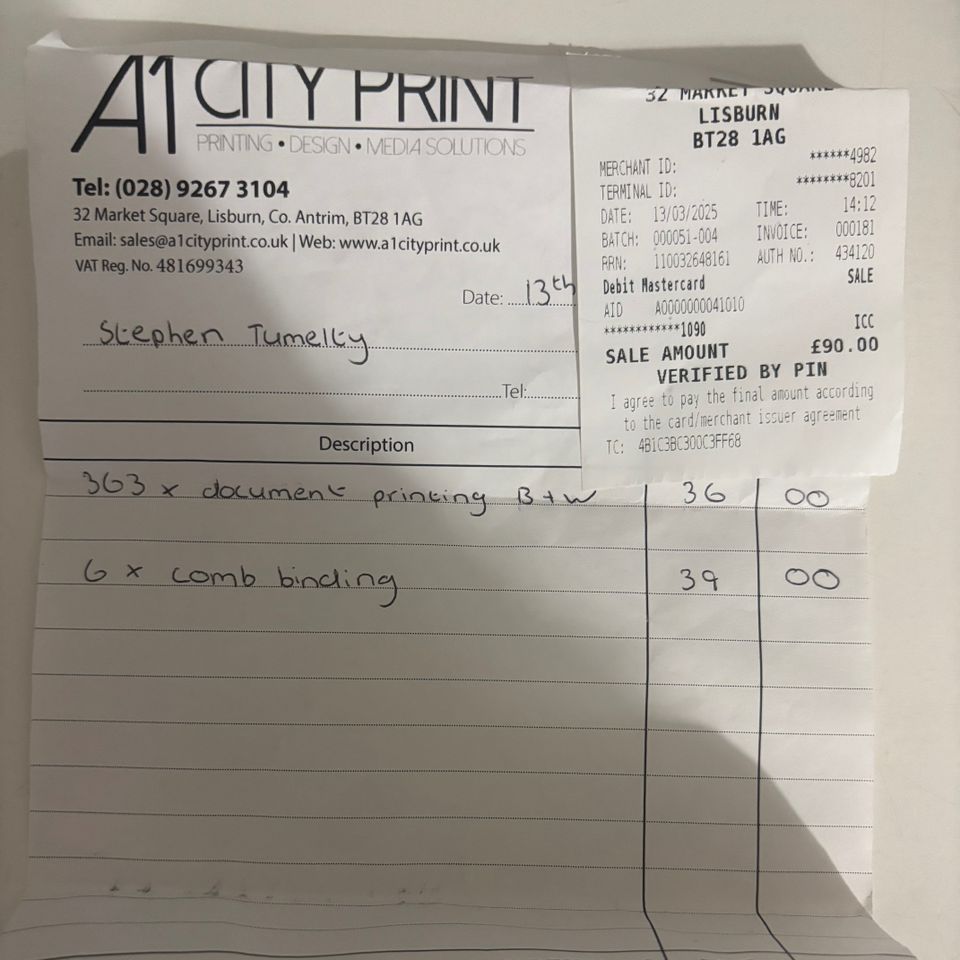 A1 CITY PRINT
PRINTING • DESIGN • MEDIA SOLUTIONS
Tel: (028) 9267 3104
32 Market Square, Lisburn, Co. Antrim, BT28 1AG
Email: sales@a1cityprint.co.uk | Web: www.a1cityprint.co.uk
VAT Reg. No. 481699343
Date: 13th
Stephen Tumelty
Tel:
Description
363 x document printing B+W 36 00
6 x comb binding 39 00
32 MARKET SQUARE
LISBURN
BT28 1AG
MERCHANT ID: ******4982
TERMINAL ID: ********8201
DATE: 13/03/2025 TIME: 14:12
BATCH: 000051-004 INVOICE: 000181
RRN: 110032648161 AUTH NO.: 434120
Debit Mastercard SALE
AID A0000000041010
************1090 ICC
SALE AMOUNT £90.00
VERIFIED BY PIN
I agree to pay the final amount according
to the card/merchant issuer agreement
TC: 4B1C3BC300C3FF68